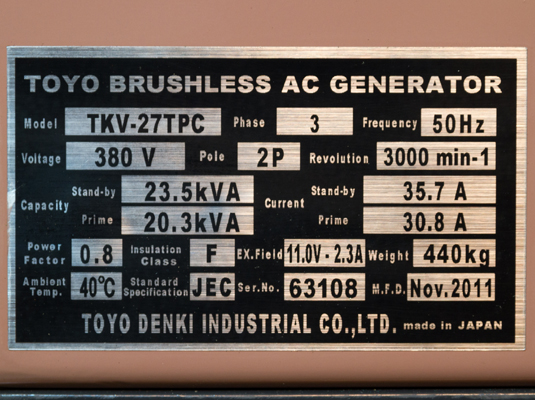 TOYO BRUSHLESS AC GENERATOR
Model TKV-27TPC Phase 3 Frequency 50Hz
Voltage 380 V Pole 2P Revolution 3000 min-1
Capacity Stand-by 23.5kVA Current Stand-by 35.7 A
Prime 20.3kVA Prime 30.8 A
Power Factor 0.8 Insulation Class F EX.Field 11.0V - 2.3A Weight 440kg
Ambient Temp. 40°C Standard Specification JEC Ser.No. 63108 M.F.D. Nov.2011
TOYO DENKI INDUSTRIAL CO.,LTD. made in JAPAN